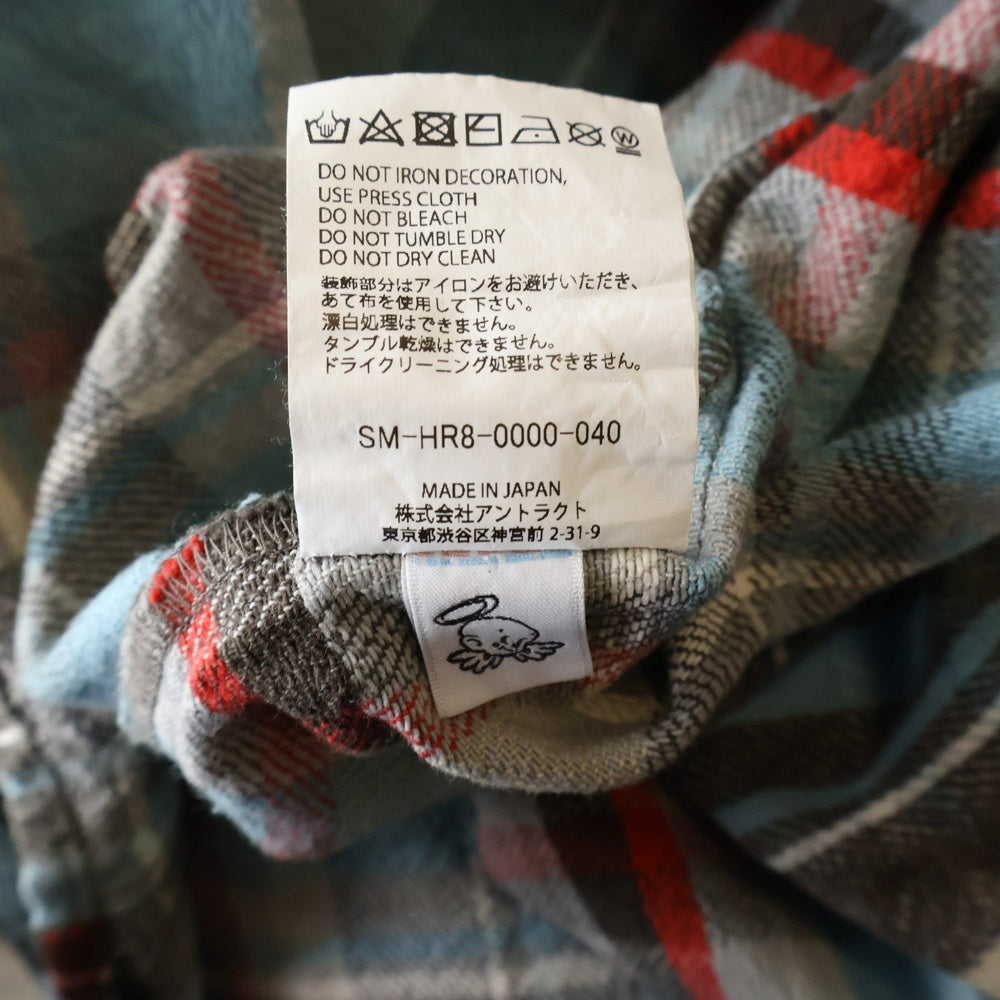 W
DO NOT IRON DECORATION,
USE PRESS CLOTH
DO NOT BLEACH
DO NOT TUMBLE DRY
DO NOT DRY CLEAN
装飾部分はアイロンをお避けいただき、
あて布を使用して下さい。
漂白処理はできません。
タンブル乾燥はできません。
ドライクリーニング処理はできません。
SM-HR8-0000-040
MADE IN JAPAN
株式会社アントラクト
東京都渋谷区神宮前 2-31-9